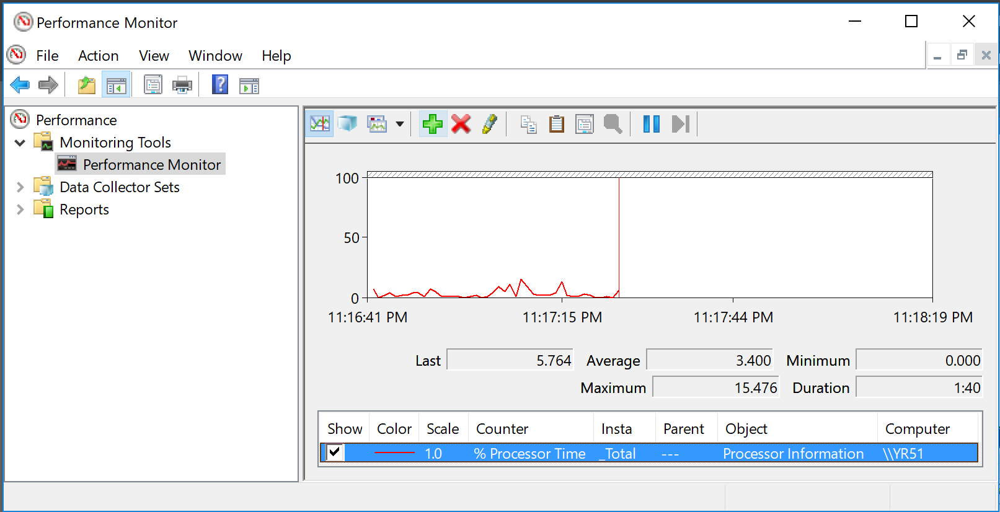 Performance Monitor
File Action View Window Help
?
Performance
Monitoring Tools
Performance Monitor
Data Collector Sets
Reports
100
50
0
11:16:41 PM 11:17:15 PM 11:17:44 PM 11:18:19 PM
Last 5.764 Average 3.400 Minimum 0.000
Maximum 15.476 Duration 1:40
Show Color Scale Counter Insta Parent Object Computer
1.0 % Processor Time _Total --- Processor Information \\YR51